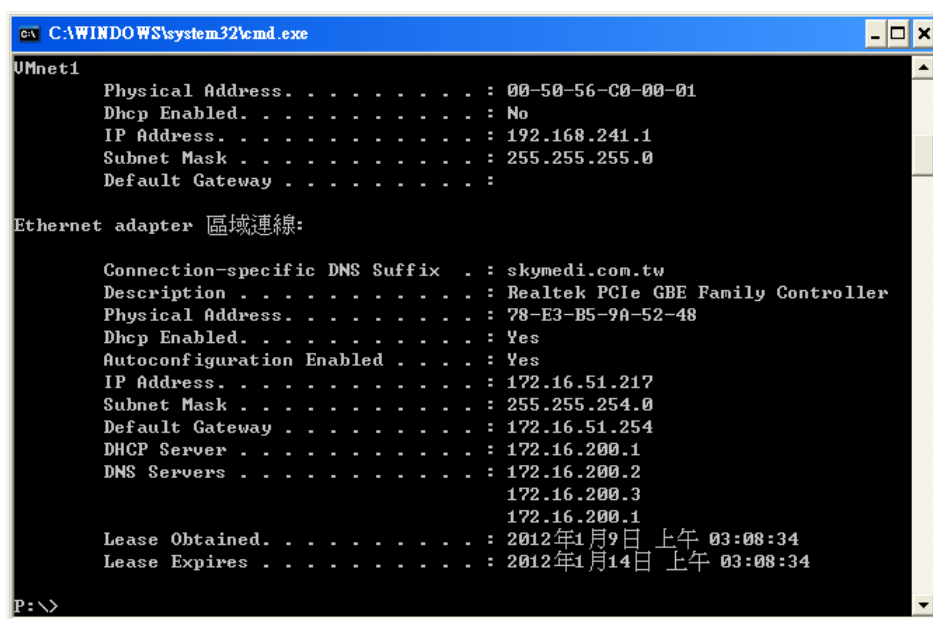 C:\WINDOWS\system32\cmd.exe
VMnet1
Physical Address. . . . . . . . . : 00-50-56-C0-00-01
Dhcp Enabled. . . . . . . . . . . : No
IP Address. . . . . . . . . . . . : 192.168.241.1
Subnet Mask . . . . . . . . . . . : 255.255.255.0
Default Gateway . . . . . . . . . :
Ethernet adapter 區域連線:
Connection-specific DNS Suffix  . : skymedi.com.tw
Description . . . . . . . . . . . : Realtek PCIe GBE Family Controller
Physical Address. . . . . . . . . : 78-E3-B5-9A-52-48
Dhcp Enabled. . . . . . . . . . . : Yes
Autoconfiguration Enabled . . . . : Yes
IP Address. . . . . . . . . . . . : 172.16.51.217
Subnet Mask . . . . . . . . . . . : 255.255.254.0
Default Gateway . . . . . . . . . : 172.16.51.254
DHCP Server . . . . . . . . . . . : 172.16.200.1
DNS Servers . . . . . . . . . . . : 172.16.200.2
172.16.200.3
172.16.200.1
Lease Obtained. . . . . . . . . . : 2012年1月9日 上午 03:08:34
Lease Expires . . . . . . . . . . : 2012年1月14日 上午 03:08:34
P:\>